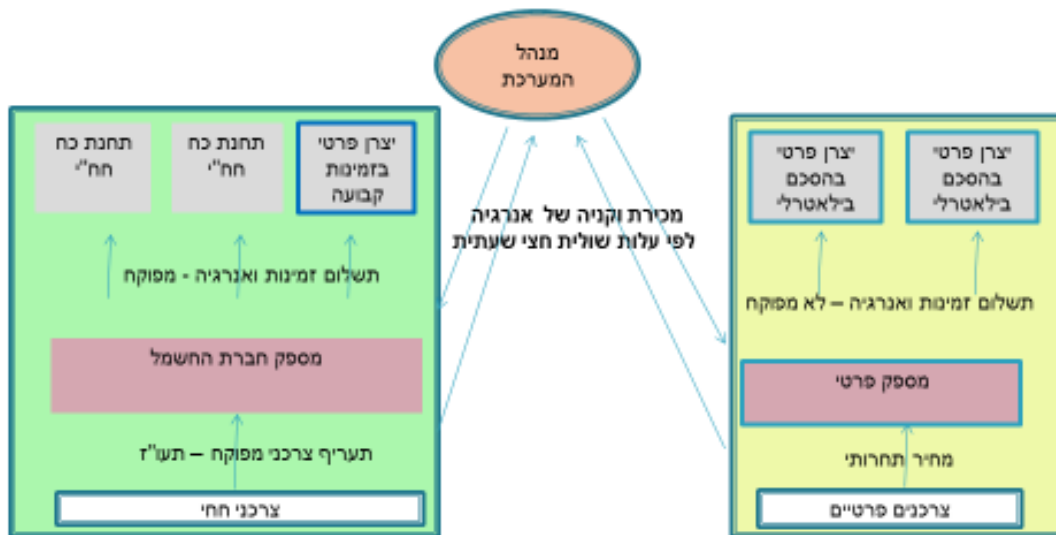 מנהל
המערכת
תחנת כח
חח"י
תחנת כח
חח"י
יצרן פרטי
בזמינות
קבועה
תשלום זמינות ואנרגיה - מפוקח
מספק חברת החשמל
תעריף צרכני מפוקח – תעו"ז
צרכני חחי
מכירת וקניה של אנרגיה
לפי עלות שולית חצי שעתית
יצרן פרטי
בהסכם
בילאטרלי
יצרן פרטי
בהסכם
בילאטרלי
תשלום זמינות ואנרגיה – לא מפוקח
מספק פרטי
מחיר תחרותי
צרכנים פרטיים